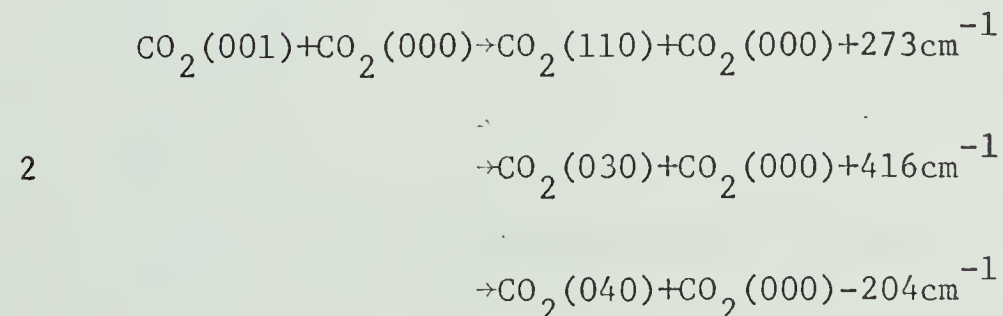 CO₂(001)+CO₂(000)→CO₂(110)+CO₂(000)+273cm⁻¹
2 →CO₂(030)+CO₂(000)+416cm⁻¹
→CO₂(040)+CO₂(000)-204cm⁻¹